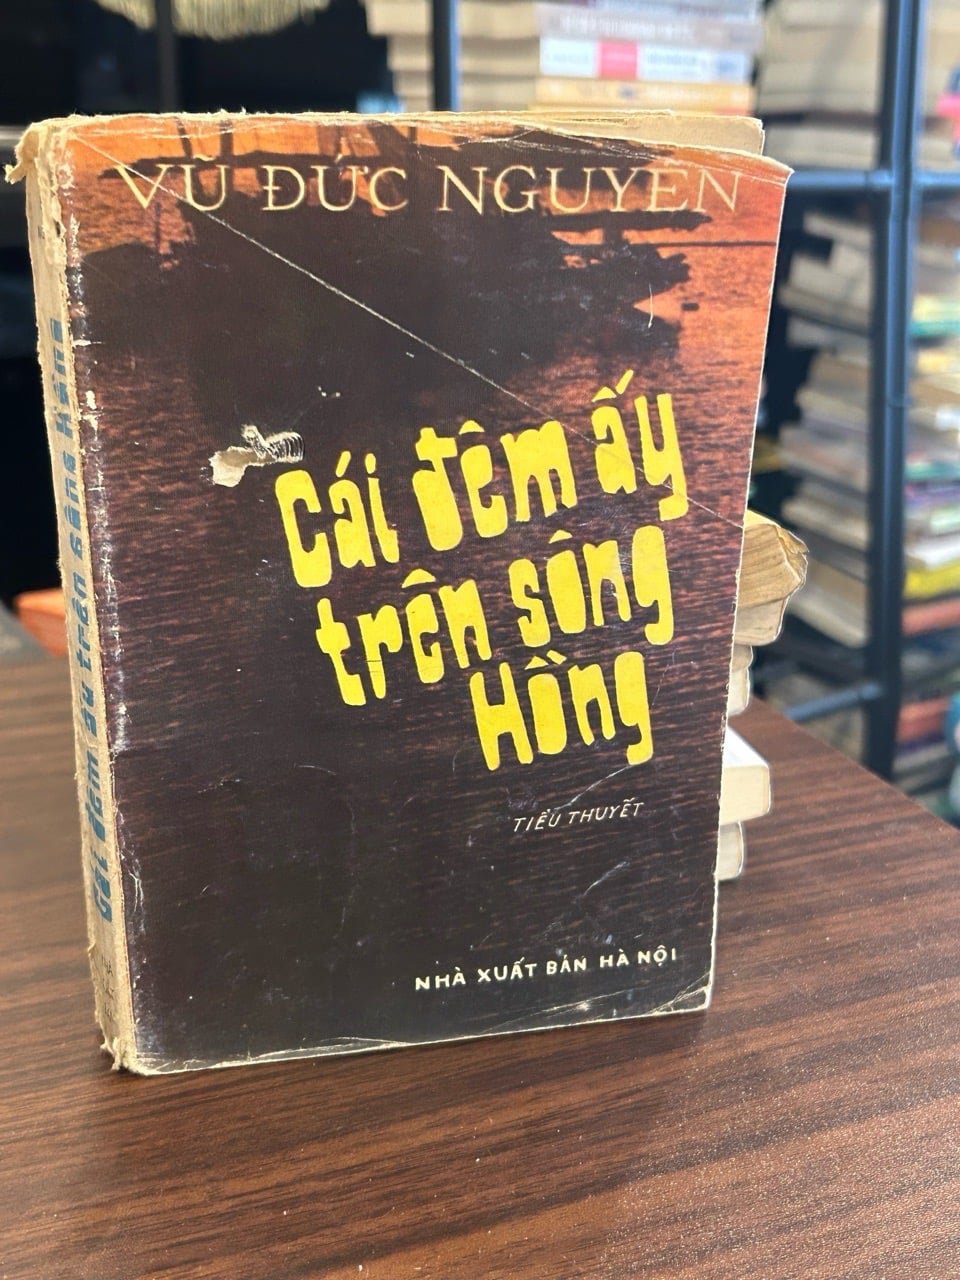 VŨ ĐỨC NGUYÊN
Cái đêm ấy
trên sông
Hồng
TIỂU THUYẾT
NHÀ XUẤT BẢN HÀ NỘI
Cái đêm ấy trên sông Hồng